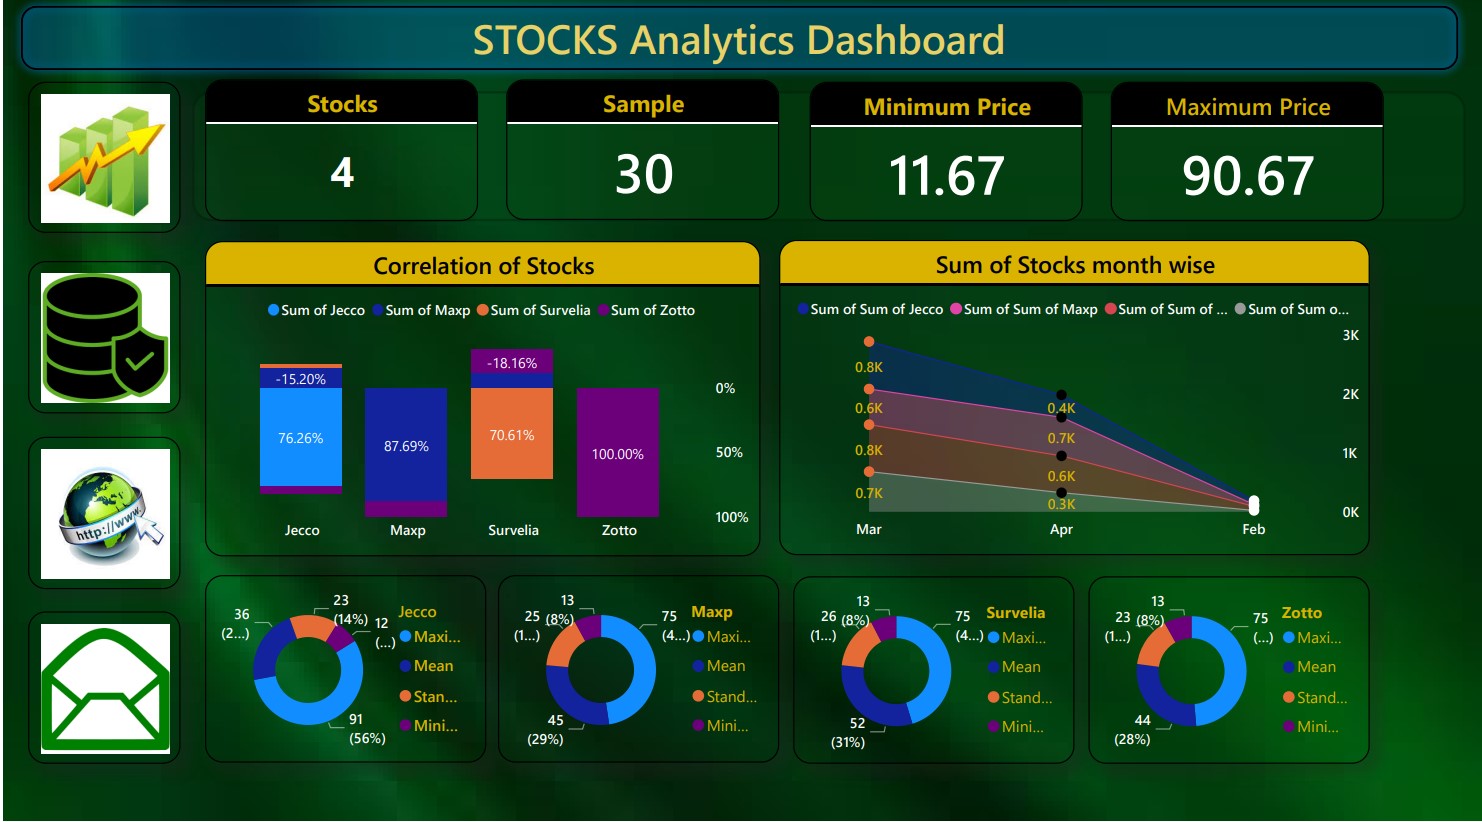 STOCKS Analytics Dashboard
Stocks
4
Sample
30
Minimum Price
11.67
Maximum Price
90.67
http://www.
Correlation of Stocks
Sum of Jecco Sum of Maxp Sum of Survelia Sum of Zotto
-15.20%
76.26%
87.69%
-18.16%
70.61%
100.00%
0%
50%
100%
Jecco Maxp Survelia Zotto
Sum of Stocks month wise
Sum of Sum of Jecco Sum of Sum of Maxp Sum of Sum of ... Sum of Sum o...
3K
2K
1K
0K
0.8K
0.6K
0.8K
0.7K
0.4K
0.7K
0.6K
0.3K
Mar Apr Feb
Jecco
36
(2...)
23
(14%)
12
(...)
91
(56%)
Maxi...
Mean
Stan...
Mini...
Maxp
13
(8%)
25
(1...)
75
(4...)
45
(29%)
Maxi...
Mean
Stand...
Mini...
Survelia
13
(8%)
26
(1...)
75
(4...)
52
(31%)
Maxi...
Mean
Stand...
Mini...
Zotto
13
(8%)
23
(1...)
75
(...)
44
(28%)
Maxi...
Mean
Stand...
Mini...